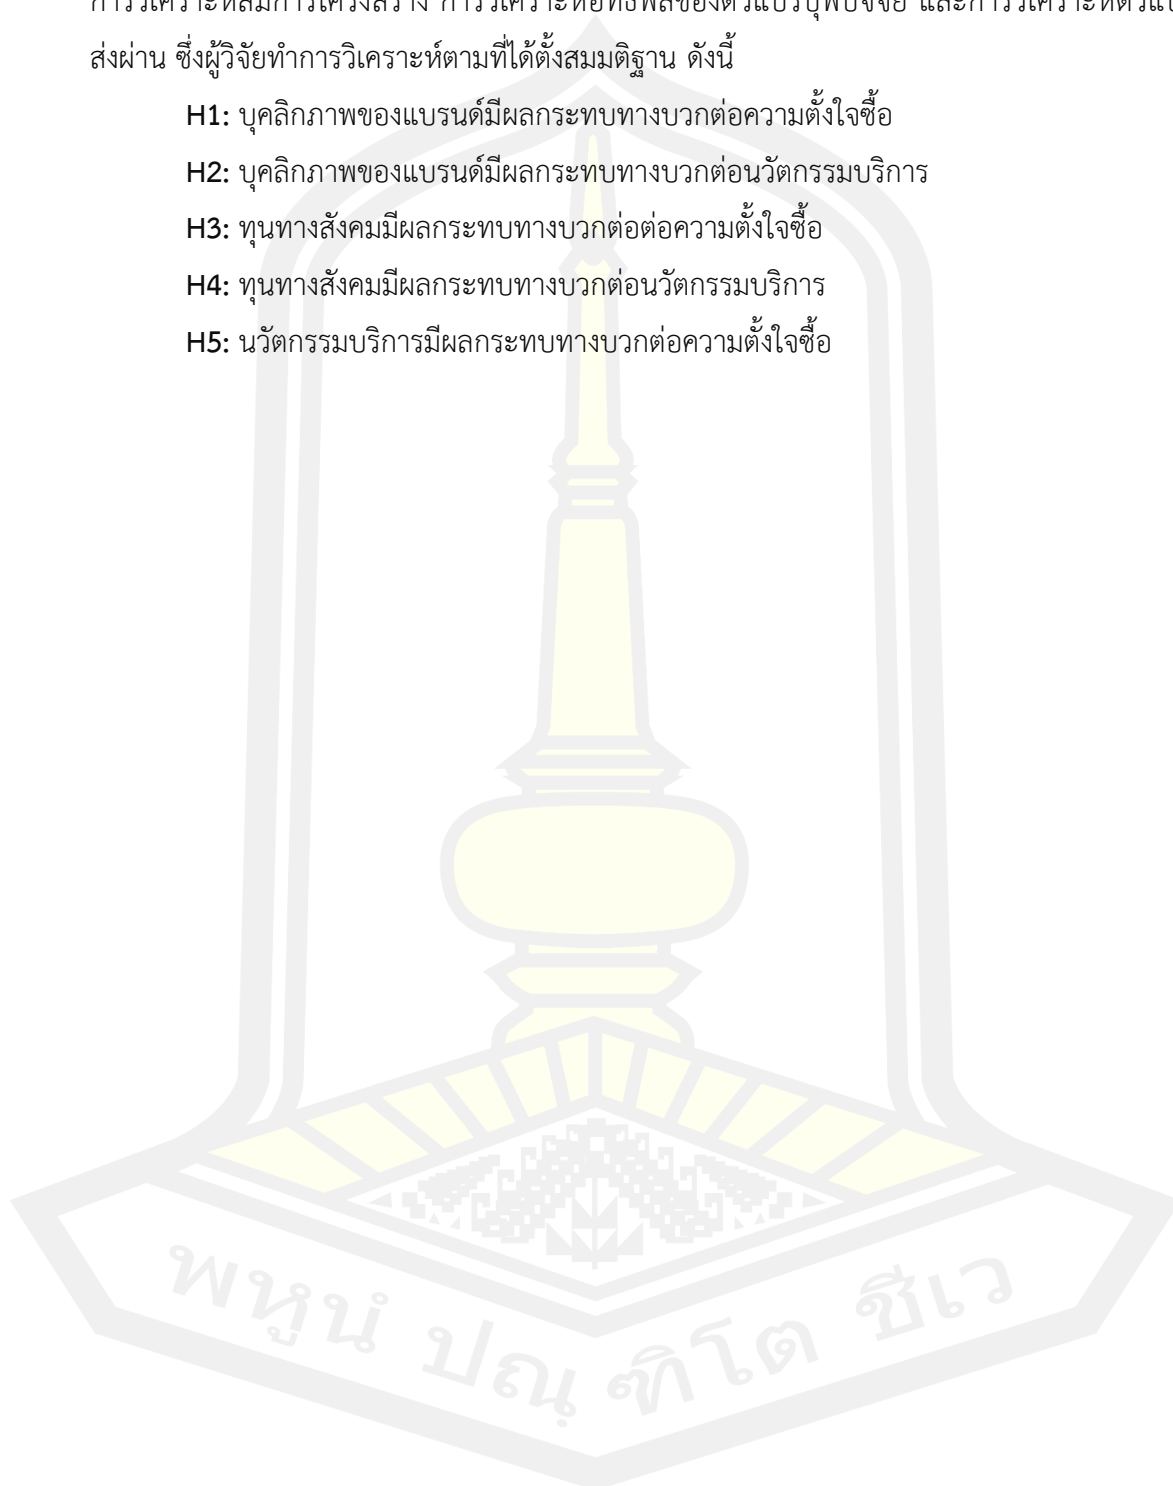 การวิเคราะห์สมการโครงสร้าง การวิเคราะห์อิทธิพลของตัวแปรบุพปัจจัย และการวิเคราะห์ตัวแปร
ส่งผ่าน ซึ่งผู้วิจัยทำการวิเคราะห์ตามที่ได้ตั้งสมมติฐาน ดังนี้
H1: บุคลิกภาพของแบรนด์มีผลกระทบทางบวกต่อความตั้งใจซื้อ
H2: บุคลิกภาพของแบรนด์มีผลกระทบทางบวกต่อนวัตกรรมบริการ
H3: ทุนทางสังคมมีผลกระทบทางบวกต่อต่อความตั้งใจซื้อ
H4: ทุนทางสังคมมีผลกระทบทางบวกต่อนวัตกรรมบริการ
H5: นวัตกรรมบริการมีผลกระทบทางบวกต่อความตั้งใจซื้อ
พหูนํ ปณฺฑิโต ชีเว